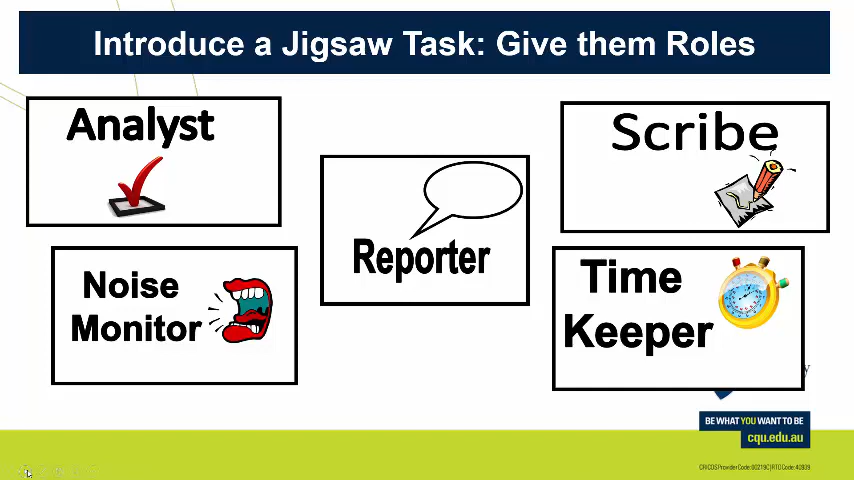 Introduce a Jigsaw Task: Give them Roles
Analyst
Scribe
Reporter
Noise
Monitor
Time
Keeper
BE WHAT YOU WANT TO BE
cqu.edu.au
CRICOS Provider Code: 00219C | RTO Code: 40939